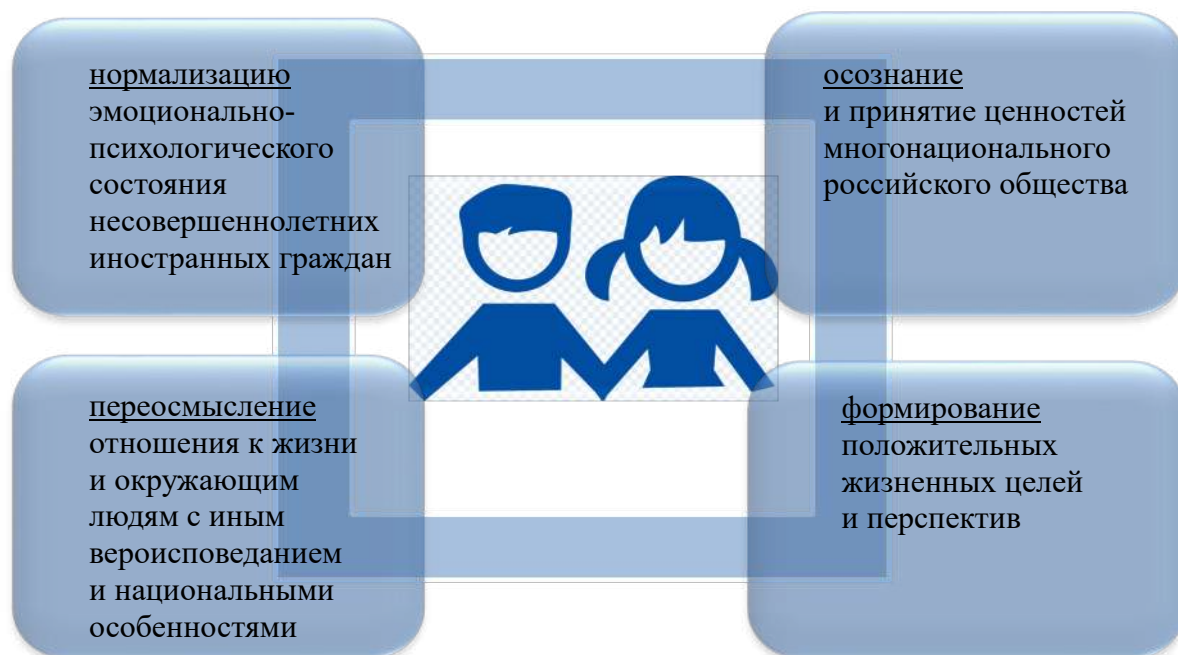 нормализацию
эмоционально-
психологического
состояния
несовершеннолетних
иностранных граждан
осознание
и принятие ценностей
многонационального
российского общества
переосмысление
отношения к жизни
и окружающим
людям с иным
вероисповеданием
и национальными
особенностями
формирование
положительных
жизненных целей
и перспектив